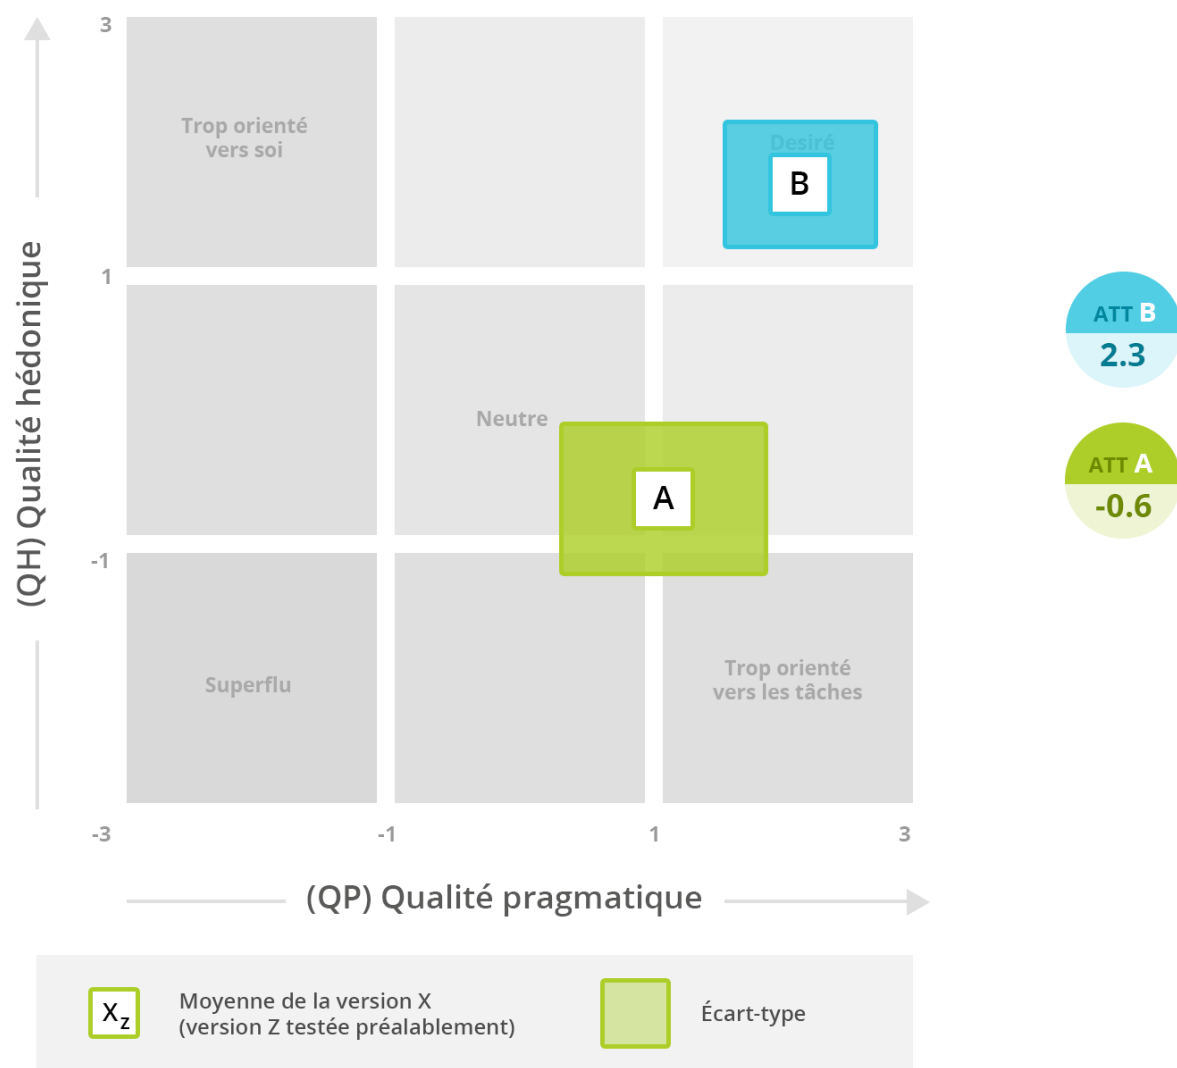 3
Trop orienté
vers soi
Desiré
B
1
(QH) Qualité hédonique
ATT B
2.3
Neutre
ATT A
-0.6
A
-1
Superflu
Trop orienté
vers les tâches
-3
-1
1
3
(QP) Qualité pragmatique
Xz
Moyenne de la version X
(version Z testée préalablement)
Écart-type